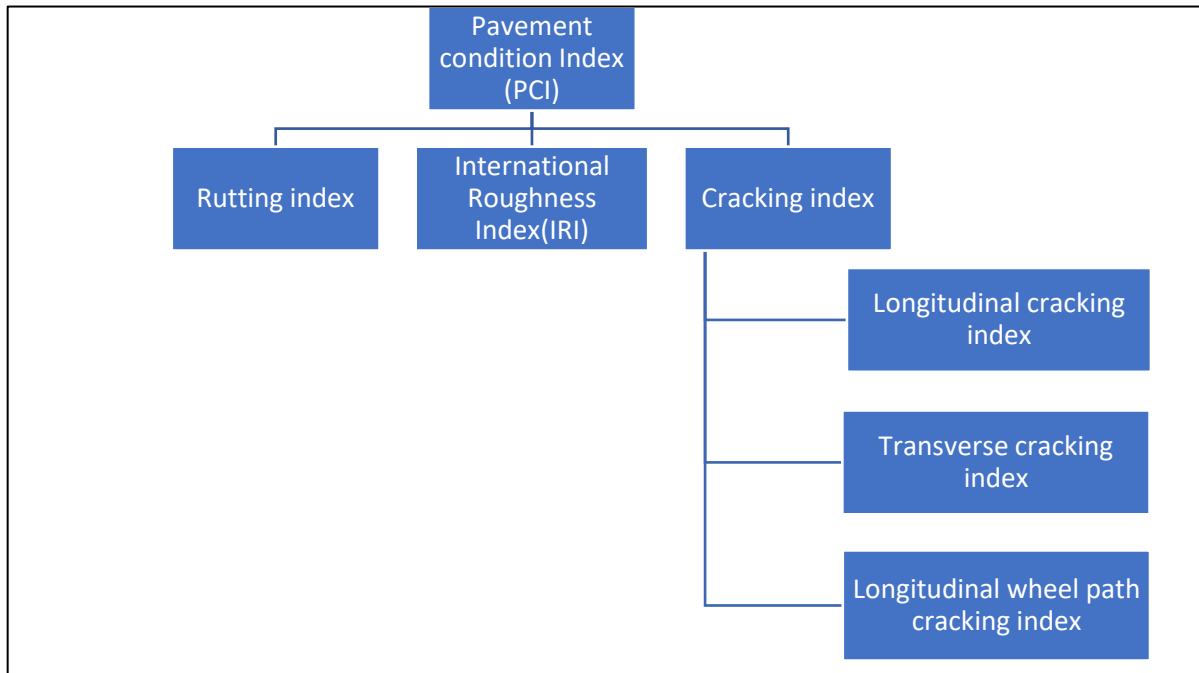 Pavement
condition Index
(PCI)
Rutting index
International
Roughness
Index(IRI)
Cracking index
Longitudinal cracking
index
Transverse cracking
index
Longitudinal wheel path
cracking index